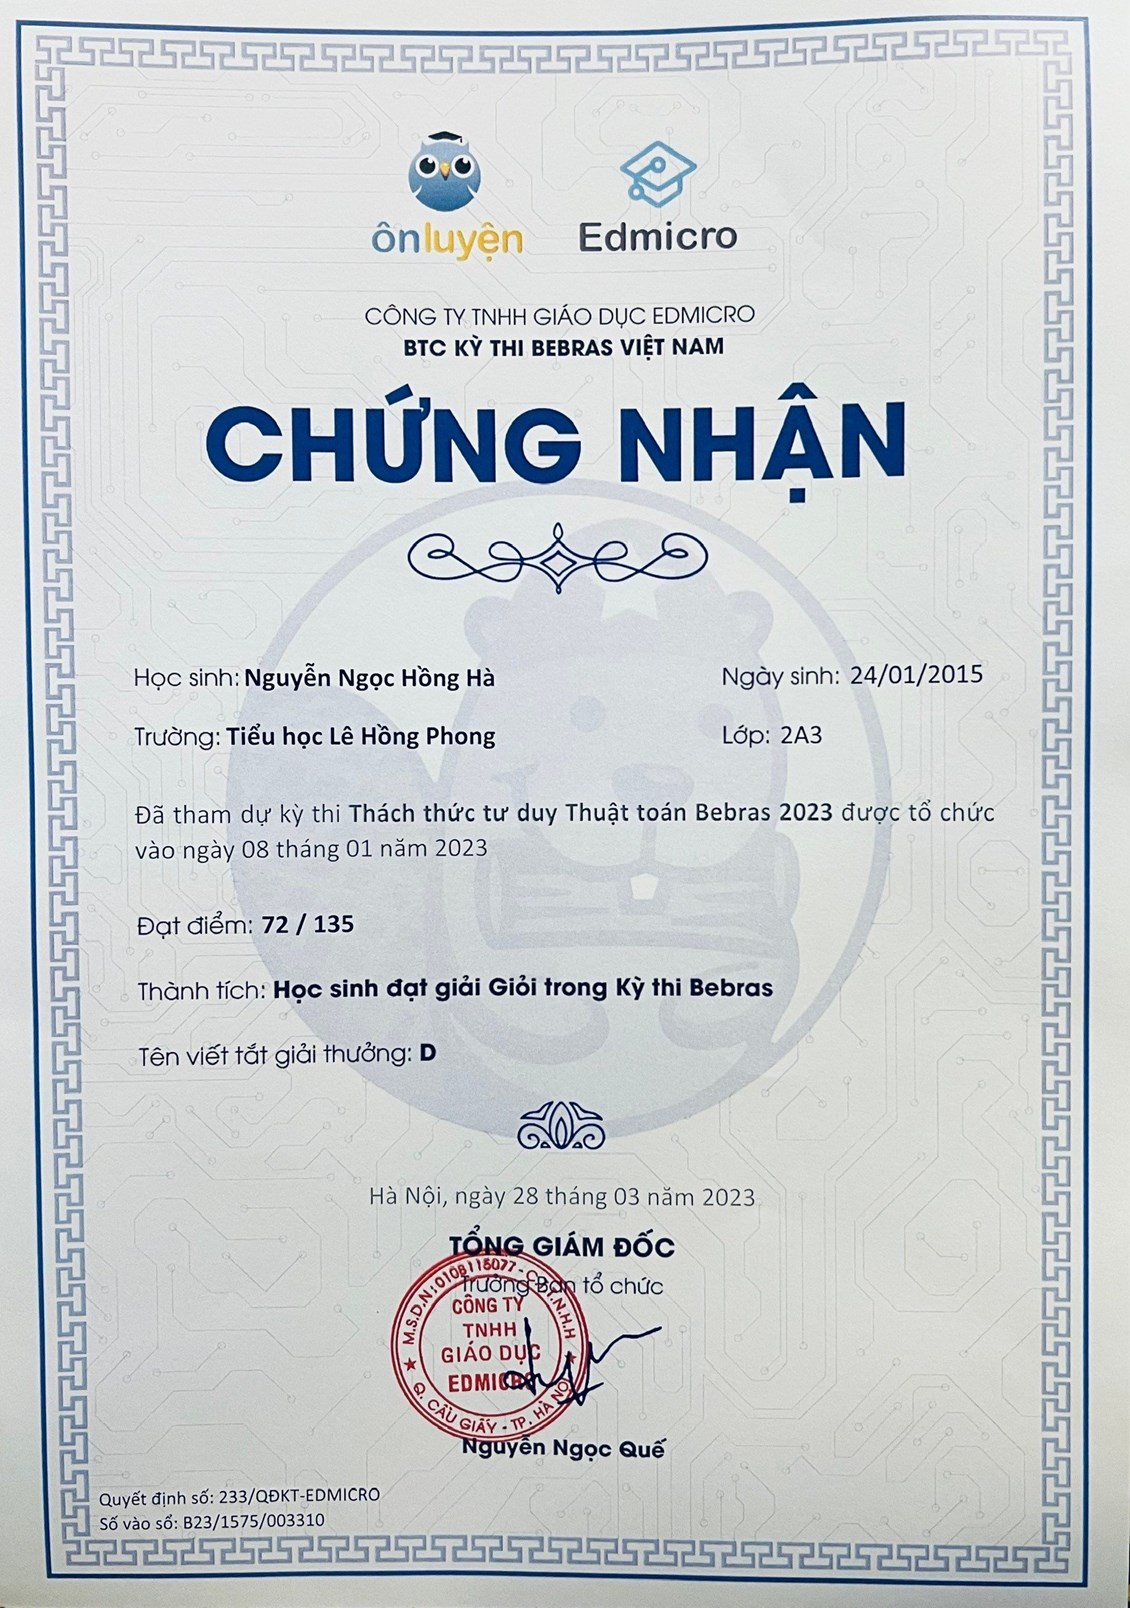 ônluyện
Edmicro
CÔNG TY TNHH GIÁO DỤC EDMICRO
BTC KỲ THI BEBRAS VIỆT NAM
CHỨNG NHẬN
Học sinh: Nguyễn Ngọc Hồng Hà
Ngày sinh: 24/01/2015
Trường: Tiểu học Lê Hồng Phong
Lớp: 2A3
Đã tham dự kỳ thi Thách thức tư duy Thuật toán Bebras 2023 được tổ chức
vào ngày 08 tháng 01 năm 2023
Đạt điểm: 72 / 135
Thành tích: Học sinh đạt giải Giỏi trong Kỳ thi Bebras
Tên viết tắt giải thưởng: D
Hà Nội, ngày 28 tháng 03 năm 2023
TỔNG GIÁM ĐỐC
Trưởng Ban tổ chức
M.S.D.N: 0108115077 - C.T.T.N.H.H
CÔNG TY
TNHH
GIÁO DỤC
EDMICRO
Q. CẦU GIẤY - TP. HÀ NỘI
Nguyễn Ngọc Quế
Quyết định số: 233/QĐKT-EDMICRO
Số vào sổ: B23/1575/003310